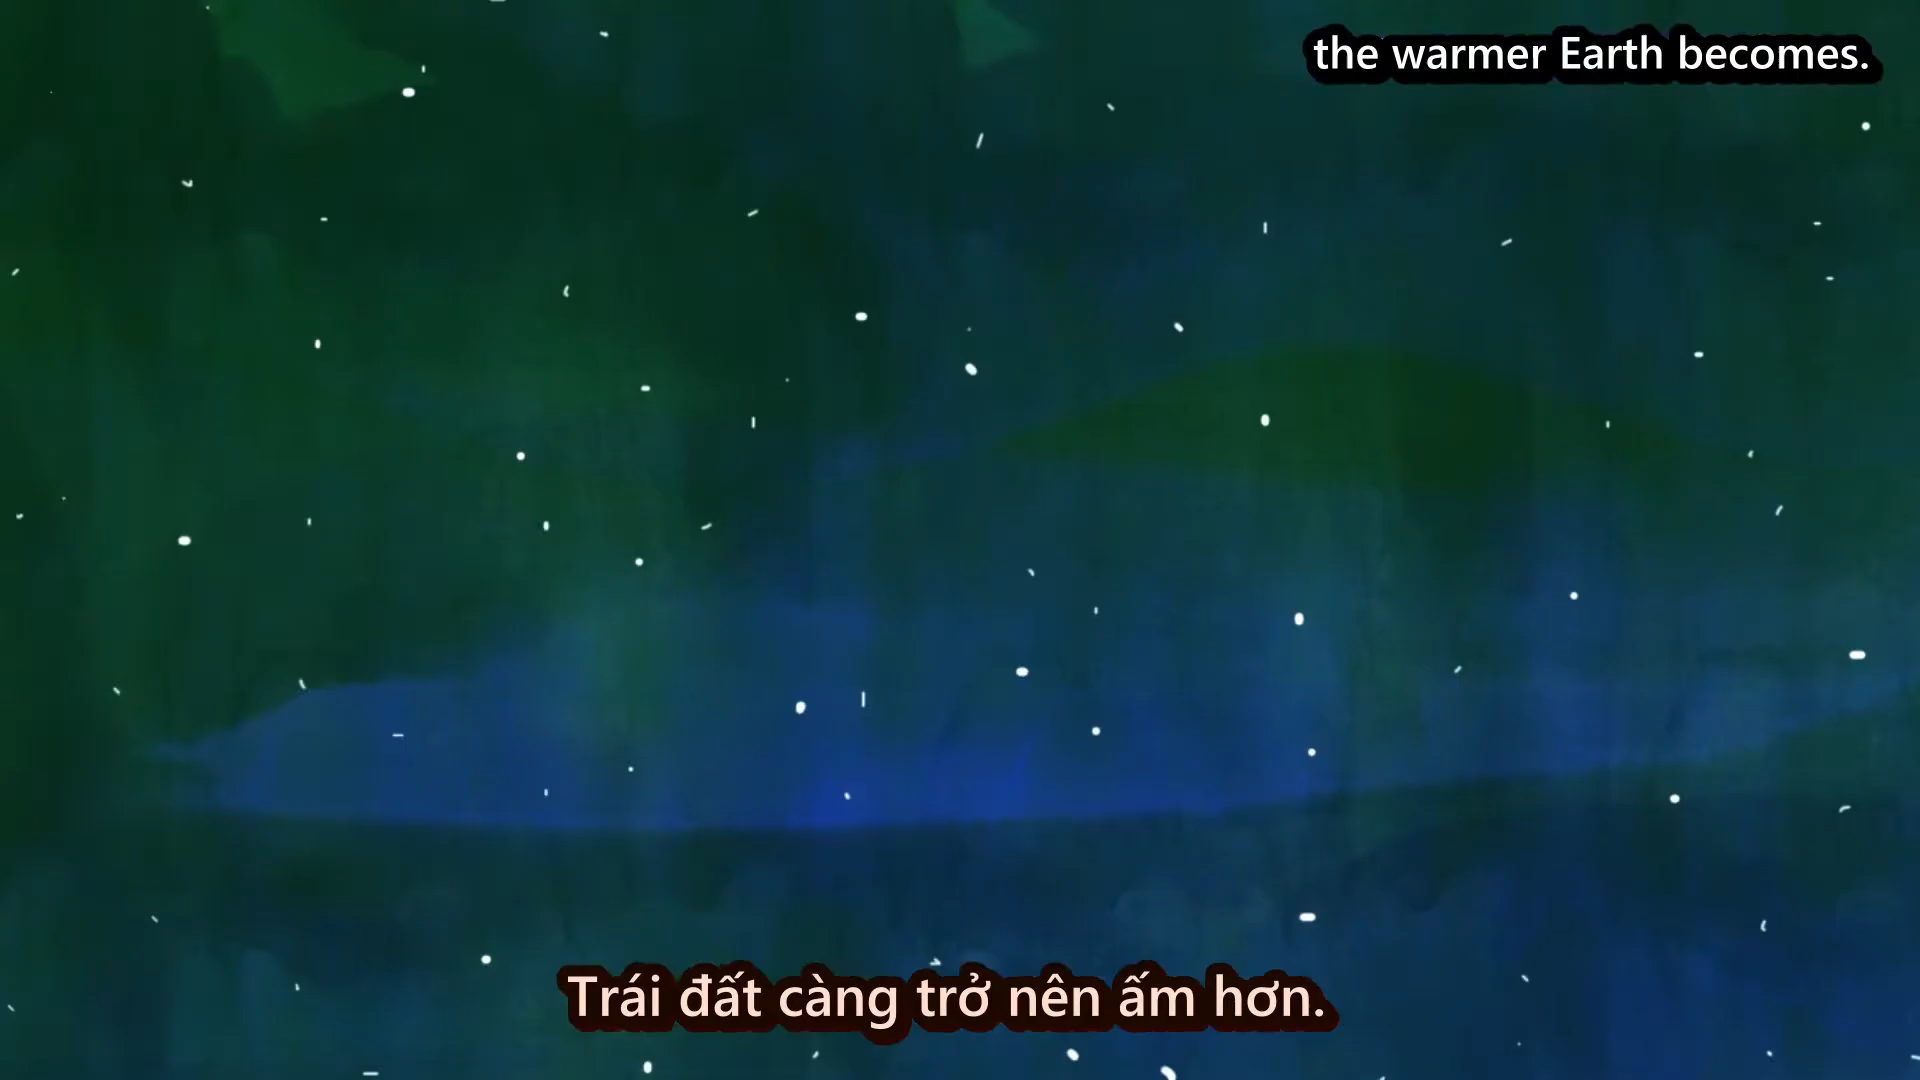 the warmer Earth becomes.
Trái đất càng trở nên ấm hơn.